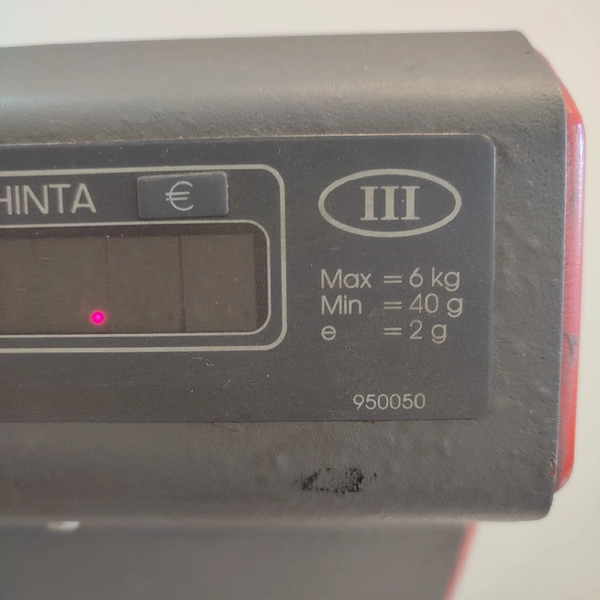 HINTA €
III
Max = 6 kg
Min = 40 g
e = 2 g
950050